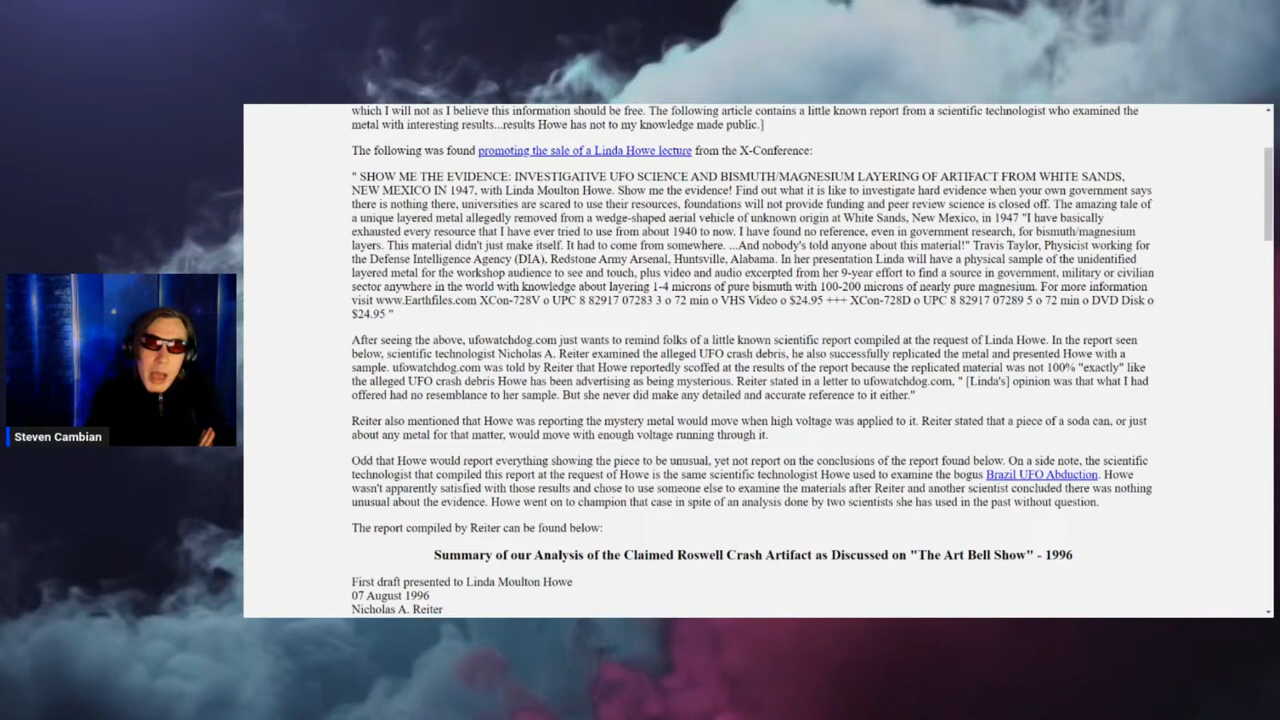 which I will not as I believe this information should be free. The following article contains a little known report from a scientific technologist who examined the
metal with interesting results...results Howe has not to my knowledge made public.]
The following was found promoting the sale of a Linda Howe lecture from the X-Conference:
" SHOW ME THE EVIDENCE: INVESTIGATIVE UFO SCIENCE AND BISMUTH/MAGNESIUM LAYERING OF ARTIFACT FROM WHITE SANDS,
NEW MEXICO IN 1947, with Linda Moulton Howe. Show me the evidence! Find out what it is like to investigate hard evidence when your own government says
there is nothing there, universities are scared to use their resources, foundations will not provide funding and peer review science is closed off. The amazing tale of
a unique layered metal allegedly removed from a wedge-shaped aerial vehicle of unknown origin at White Sands, New Mexico, in 1947 "I have basically
exhausted every resource that I have ever tried to use from about 1940 to now. I have found no reference, even in government research, for bismuth/magnesium
layers. This material didn't just make itself. It had to come from somewhere. ...And nobody's told anyone about this material!" Travis Taylor, Physicist working for
the Defense Intelligence Agency (DIA), Redstone Army Arsenal, Huntsville, Alabama. In her presentation Linda will have a physical sample of the unidentified
layered metal for the workshop audience to see and touch, plus video and audio excerpted from her 9-year effort to find a source in government, military or civilian
sector anywhere in the world with knowledge about layering 1-4 microns of pure bismuth with 100-200 microns of nearly pure magnesium. For more information
visit www.Earthfiles.com XCon-728V o UPC 8 82917 07283 3 o 72 min o VHS Video o $24.95 +++ XCon-728D o UPC 8 82917 07289 5 o 72 min o DVD Disk o
$24.95 "
After seeing the above, ufowatchdog.com just wants to remind folks of a little known scientific report compiled at the request of Linda Howe. In the report seen
below, scientific technologist Nicholas A. Reiter examined the alleged UFO crash debris, he also successfully replicated the metal and presented Howe with a
sample. ufowatchdog.com was told by Reiter that Howe reportedly scoffed at the results of the report because the replicated material was not 100% "exactly" like
the alleged UFO crash debris Howe has been advertising as being mysterious. Reiter stated in a letter to ufowatchdog.com, " [Linda's] opinion was that what I had
offered had no resemblance to her sample. But she never did make any detailed and accurate reference to it either."
Reiter also mentioned that Howe was reporting the mystery metal would move when high voltage was applied to it. Reiter stated that a piece of a soda can, or just
about any metal for that matter, would move with enough voltage running through it.
Odd that Howe would report everything showing the piece to be unusual, yet not report on the conclusions of the report found below. On a side note, the scientific
technologist that compiled this report at the request of Howe is the same scientific technologist Howe used to examine the bogus Brazil UFO Abduction. Howe
wasn't apparently satisfied with those results and chose to use someone else to examine the materials after Reiter and another scientist concluded there was nothing
unusual about the evidence. Howe went on to champion that case in spite of an analysis done by two scientists she has used in the past without question.
The report compiled by Reiter can be found below:
Summary of our Analysis of the Claimed Roswell Crash Artifact as Discussed on "The Art Bell Show" - 1996
First draft presented to Linda Moulton Howe
07 August 1996
Nicholas A. Reiter
Steven Cambian